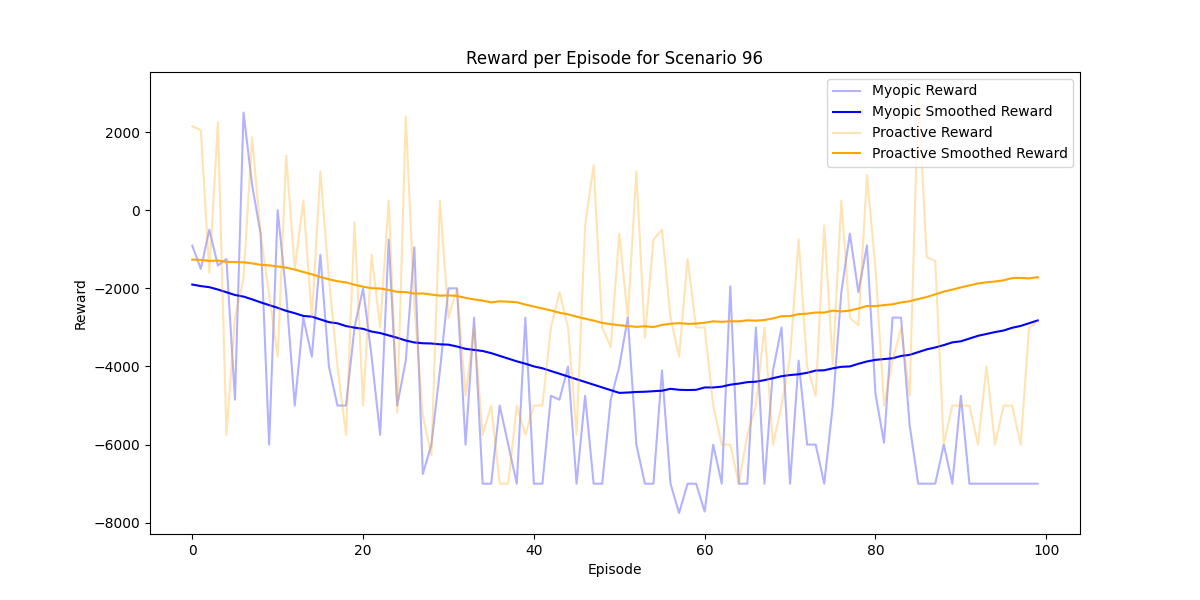 Reward per Episode for Scenario 96
Myopic Reward
Myopic Smoothed Reward
Proactive Reward
Proactive Smoothed Reward
Reward
2000
0
−2000
−4000
−6000
−8000
0 20 40 60 80 100
Episode